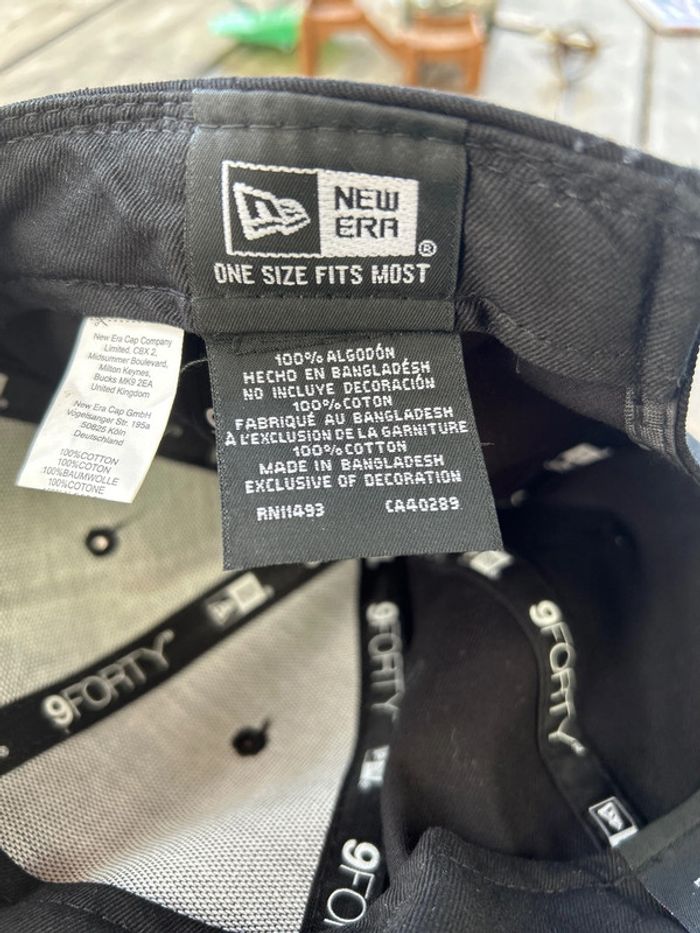 NEW
ERA
®
ONE SIZE FITS MOST
100% ALGODÓN
HECHO EN BANGLADÉSH
NO INCLUYE DECORACIÓN
100% COTON
FABRIQUÉ AU BANGLADESH
À L'EXCLUSION DE LA GARNITURE
100% COTTON
MADE IN BANGLADESH
EXCLUSIVE OF DECORATION
RN11493 CA40289
New Era Cap Company
Limited, CBX 2,
Midsummer Boulevard,
Milton Keynes,
Bucks MK9 2EA
United Kingdom
New Era Cap GmbH
Vogelsanger Str. 195a
50825 Köln
Deutschland
100%COTTON
100%COTON
100%BAUMWOLLE
100%COTONE
9FORTY
9FORTY
9FORTY
9FO